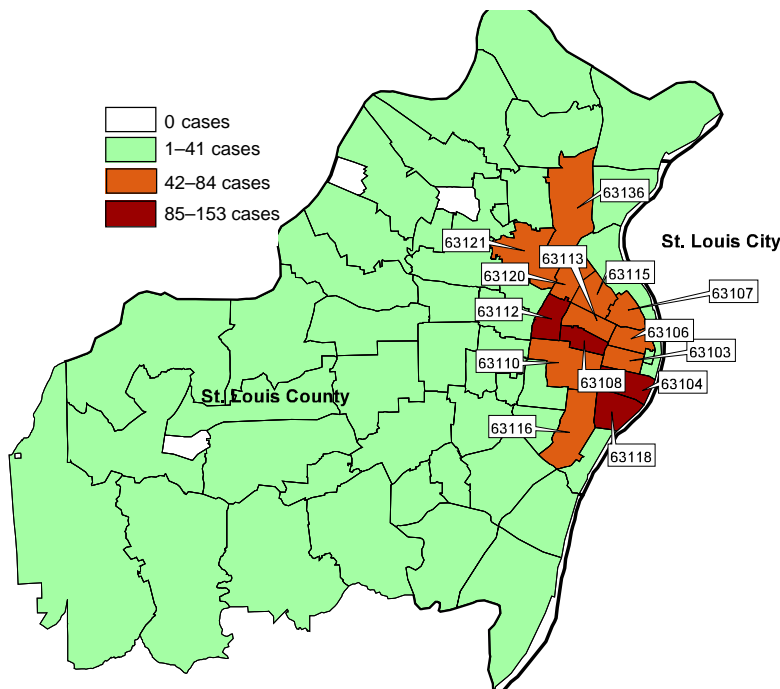 0 cases
1–41 cases
42–84 cases
85–153 cases
63136
63121
St. Louis City
63113
63115
63120
63107
63112
63106
63103
63110
63108
63104
St. Louis County
63116
63118